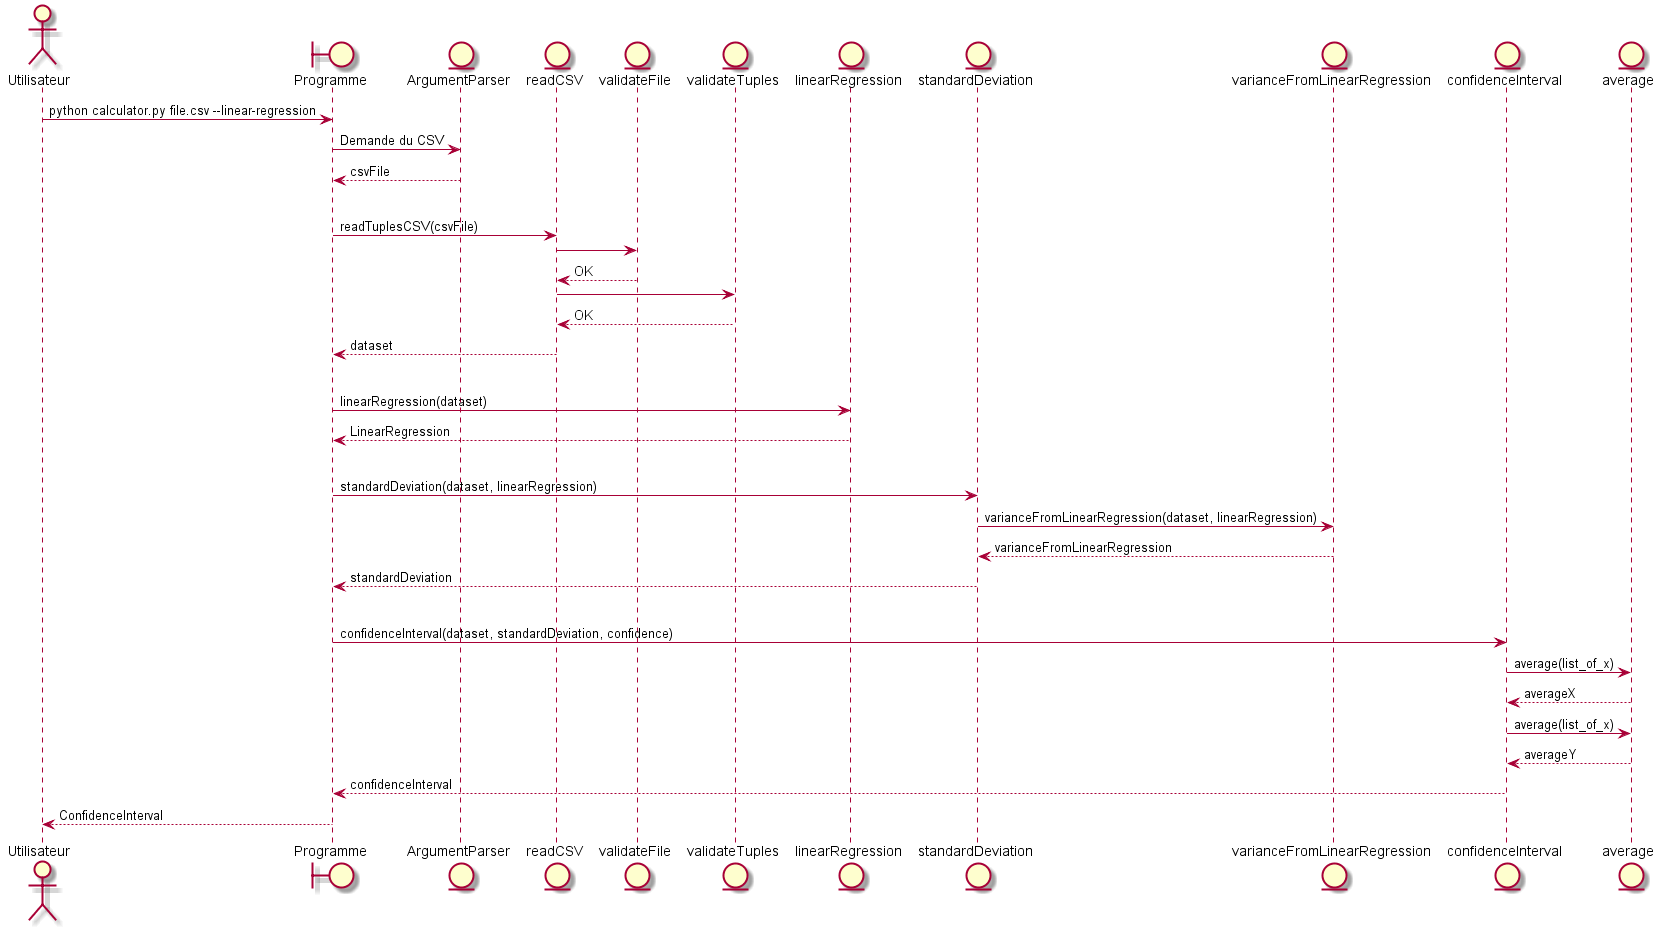 Utilisateur Programme ArgumentParser readCSV validateFile validateTuples linearRegression standardDeviation varianceFromLinearRegression confidenceInterval average
python calculator.py file.csv --linear-regression
Demande du CSV
csvFile
readTuplesCSV(csvFile)
OK
OK
dataset
linearRegression(dataset)
LinearRegression
standardDeviation(dataset, linearRegression)
varianceFromLinearRegression(dataset, linearRegression)
varianceFromLinearRegression
standardDeviation
confidenceInterval(dataset, standardDeviation, confidence)
average(list_of_x)
averageX
average(list_of_x)
averageY
confidenceInterval
ConfidenceInterval
Utilisateur Programme ArgumentParser readCSV validateFile validateTuples linearRegression standardDeviation varianceFromLinearRegression confidenceInterval average